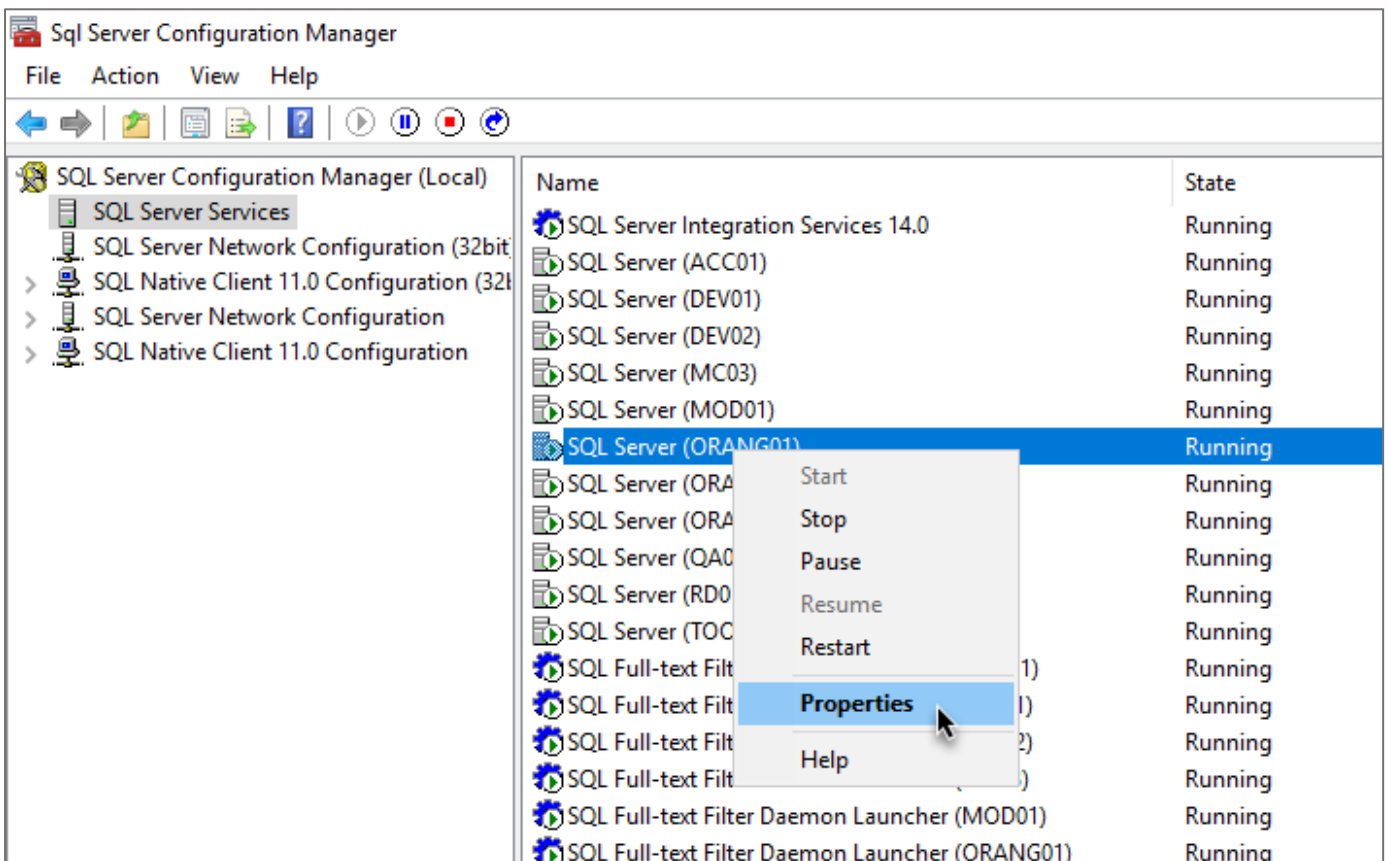 Sql Server Configuration Manager
File Action View Help
SQL Server Configuration Manager (Local)
SQL Server Services
SQL Server Network Configuration (32bit
SQL Native Client 11.0 Configuration (32
SQL Server Network Configuration
SQL Native Client 11.0 Configuration
Name State
SQL Server Integration Services 14.0 Running
SQL Server (ACC01) Running
SQL Server (DEV01) Running
SQL Server (DEV02) Running
SQL Server (MC03) Running
SQL Server (MOD01) Running
SQL Server (ORANG01) Running
SQL Server (ORA Running
SQL Server (ORA Running
SQL Server (QA0 Running
SQL Server (RD0 Running
SQL Server (TOO Running
SQL Full-text Filt 1) Running
SQL Full-text Filt 1) Running
SQL Full-text Filt 2) Running
SQL Full-text Filt Running
SQL Full-text Filter Daemon Launcher (MOD01) Running
SQL Full-text Filter Daemon Launcher (ORANG01) Running
Start
Stop
Pause
Resume
Restart
Properties
Help